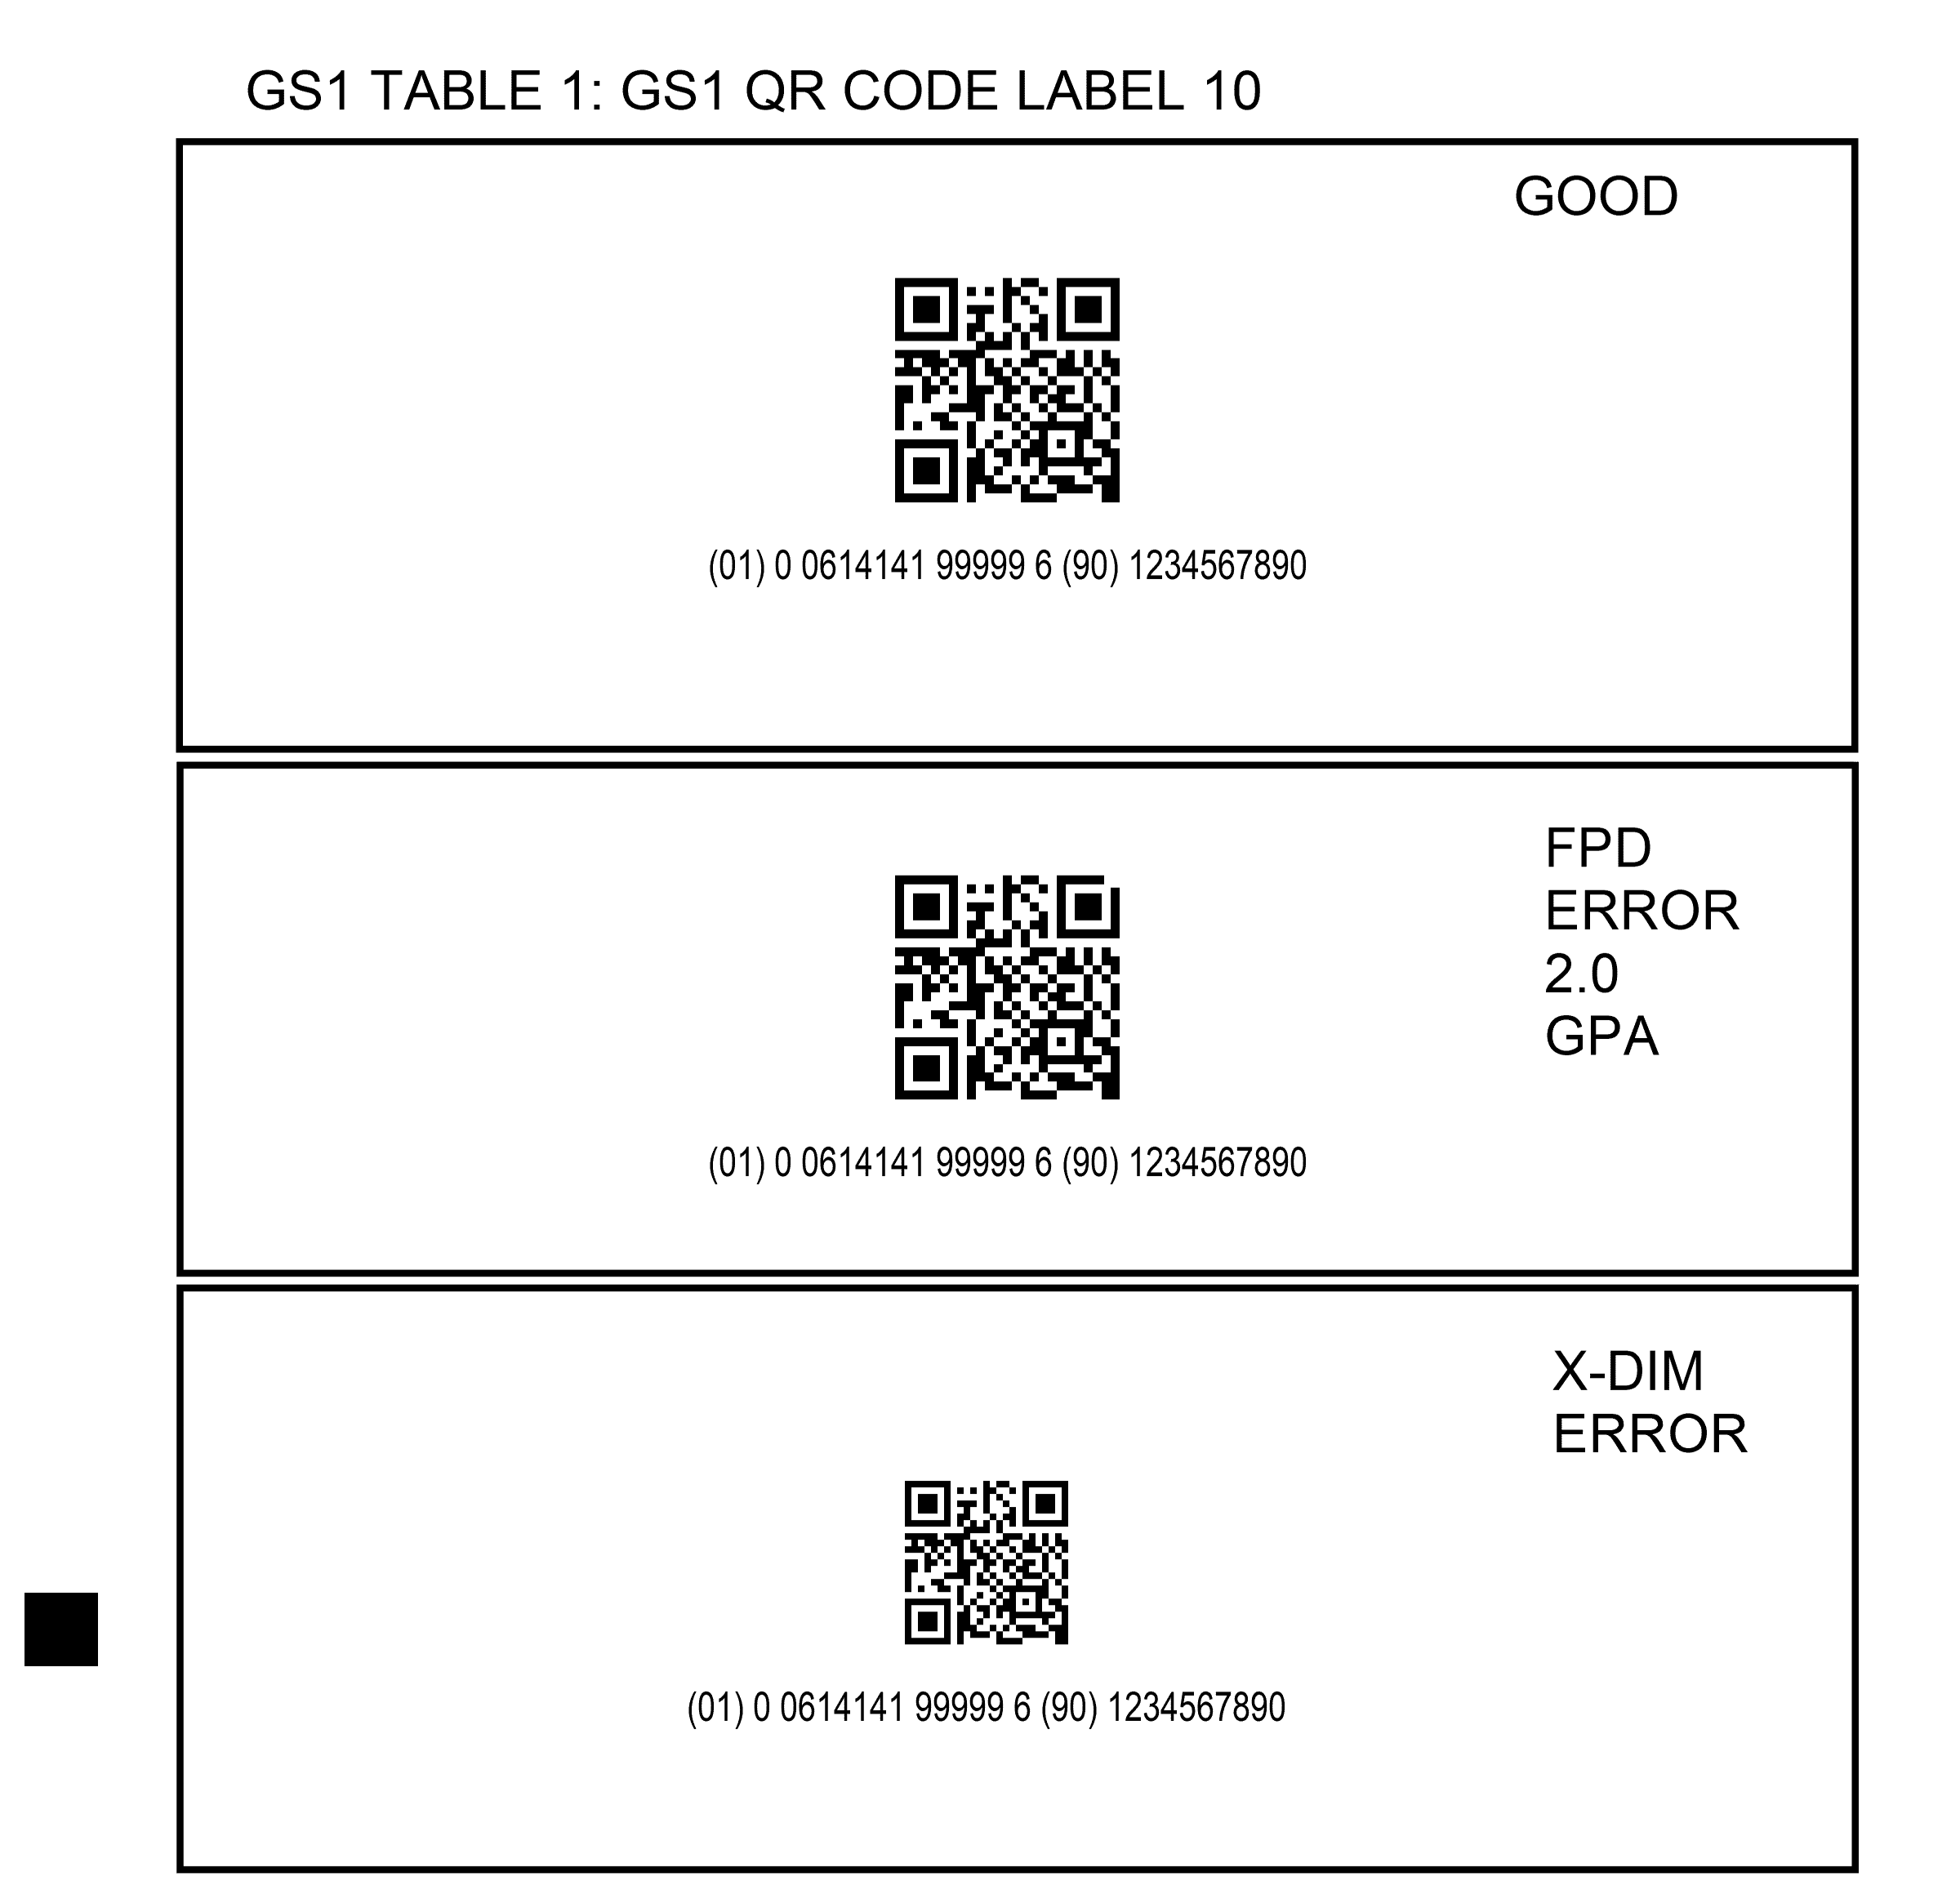 GS1 TABLE 1: GS1 QR CODE LABEL 10
GOOD
(01) 0 0614141 99999 6 (90) 1234567890
FPD
ERROR
2.0
GPA
(01) 0 0614141 99999 6 (90) 1234567890
X-DIM
ERROR
(01) 0 0614141 99999 6 (90) 1234567890